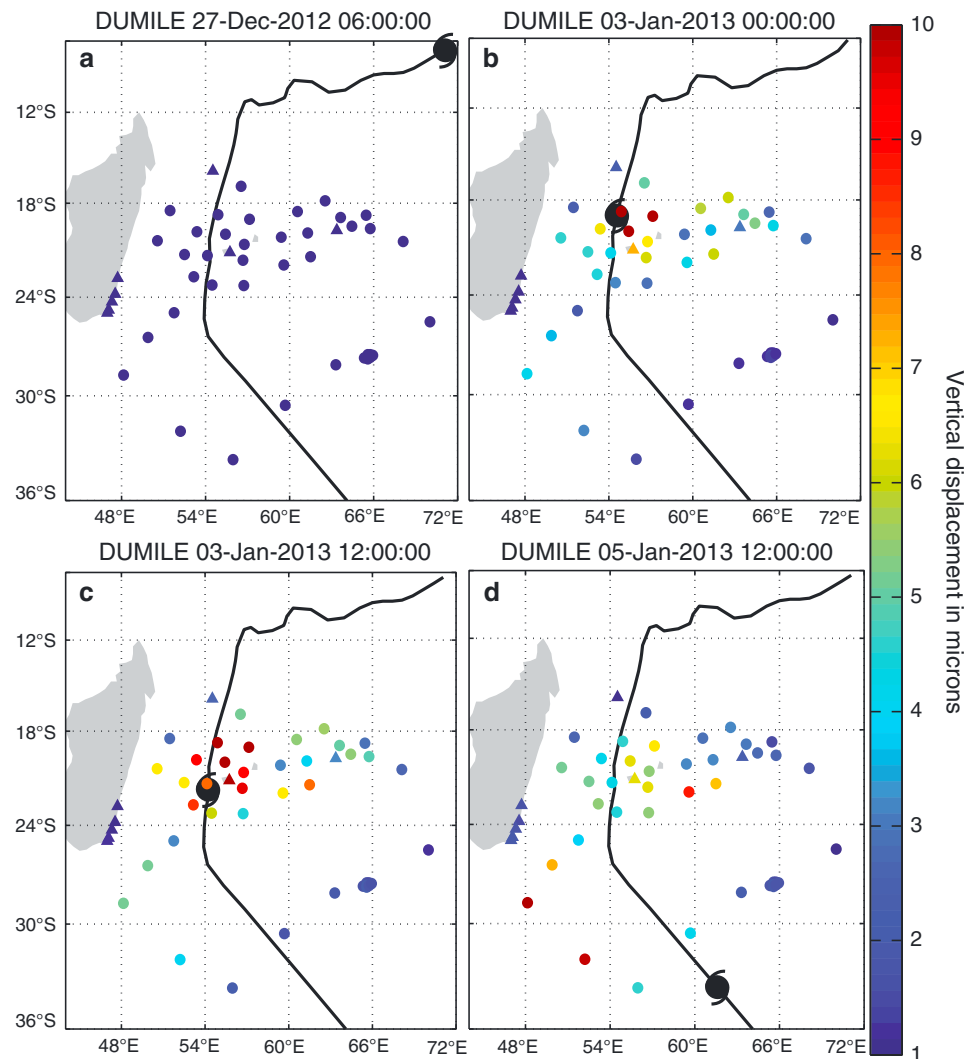 DUMILE 27-Dec-2012 06:00:00
DUMILE 03-Jan-2013 00:00:00
a
b
12°S
18°S
24°S
30°S
36°S
48°E 54°E 60°E 66°E 72°E
48°E 54°E 60°E 66°E 72°E
DUMILE 03-Jan-2013 12:00:00
DUMILE 05-Jan-2013 12:00:00
c
d
12°S
18°S
24°S
30°S
36°S
48°E 54°E 60°E 66°E 72°E
48°E 54°E 60°E 66°E 72°E
10
9
8
7
6
5
4
3
2
1
Vertical displacement in microns